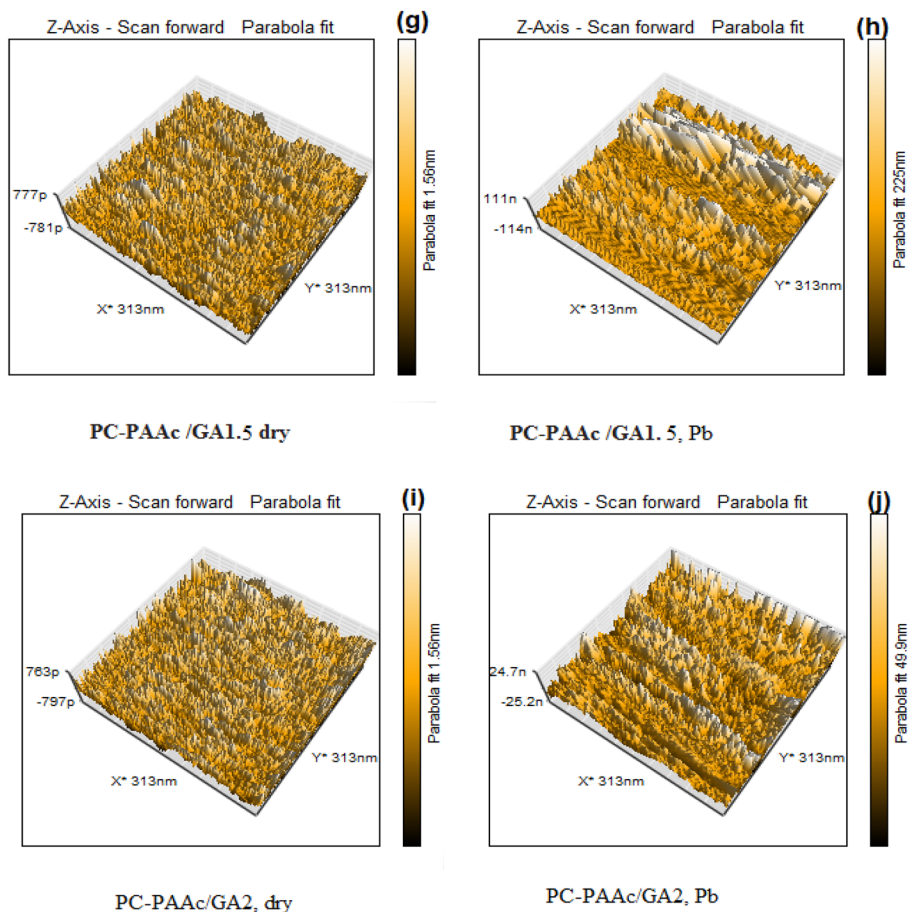 Z-Axis - Scan forward Parabola fit
(g)
777p
-781p
X* 313nm
Y* 313nm
Parabola fit 1.56nm
Z-Axis - Scan forward Parabola fit
(h)
111n
-114n
X* 313nm
Y* 313nm
Parabola fit 225nm
PC-PAAc /GA1.5 dry
PC-PAAc /GA1. 5, Pb
Z-Axis - Scan forward Parabola fit
(i)
763p
-797p
X* 313nm
Y* 313nm
Parabola fit 1.56nm
Z-Axis - Scan forward Parabola fit
(j)
24.7n
-25.2n
X* 313nm
Y* 313nm
Parabola fit 49.9nm
PC-PAAc/GA2, dry
PC-PAAc/GA2, Pb